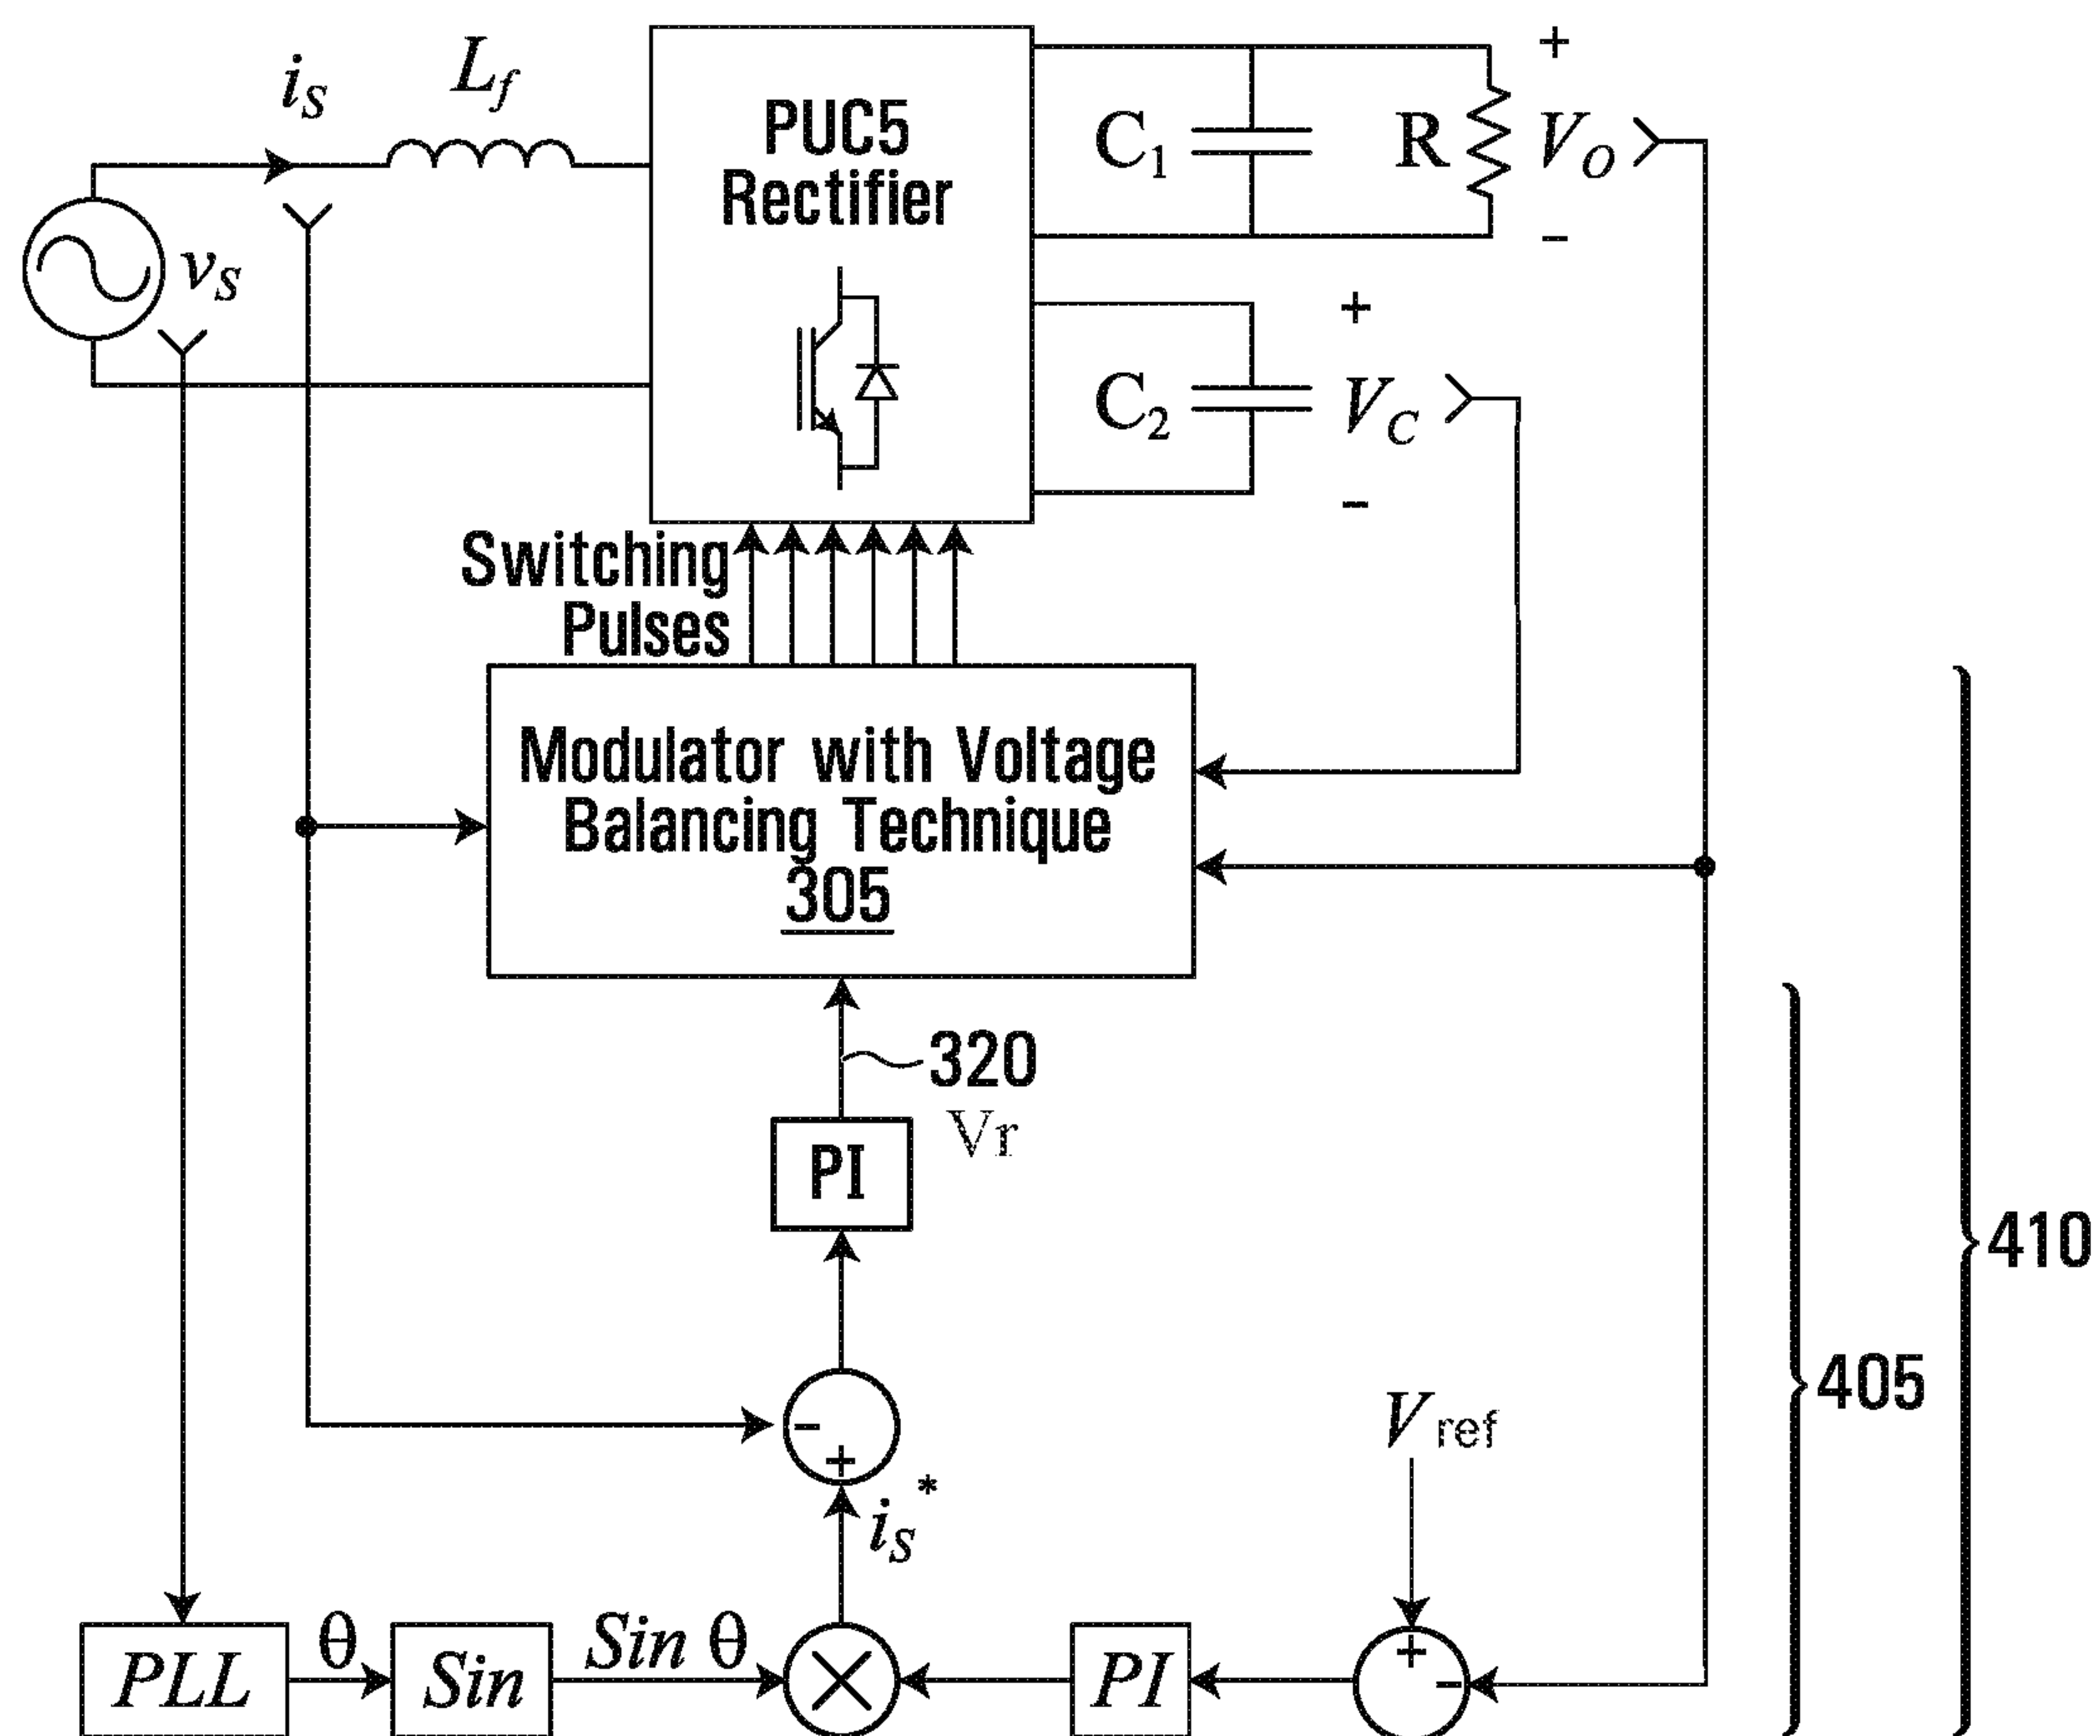 i_S
L_f
PUC5
Rectifier
C_1
R
+
V_O
-
v_S
C_2
+
V_C
-
Switching
Pulses
Modulator with Voltage
Balancing Technique
305
320
Vr
PI
410
405
-
+
i_S^*
V_ref
PLL
θ
Sin
Sin θ
PI
+
-